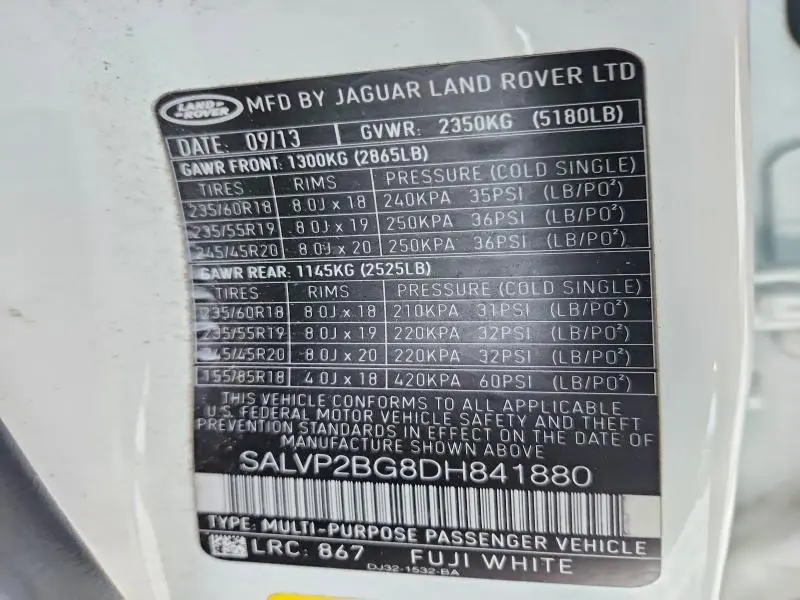 LAND ROVER MFD BY JAGUAR LAND ROVER LTD
DATE: 09/13 GVWR: 2350KG (5180LB)
GAWR FRONT: 1300KG (2865LB)
TIRES RIMS PRESSURE (COLD SINGLE)
235/60R18 8.0J x 18 240KPA 35PSI (LB/PO²)
235/55R19 8.0J x 19 250KPA 36PSI (LB/PO²)
245/45R20 8.0J x 20 250KPA 36PSI (LB/PO²)
GAWR REAR: 1145KG (2525LB)
TIRES RIMS PRESSURE (COLD SINGLE)
235/60R18 8.0J x 18 210KPA 31PSI (LB/PO²)
235/55R19 8.0J x 19 220KPA 32PSI (LB/PO²)
245/45R20 8.0J x 20 220KPA 32PSI (LB/PO²)
155/85R18 4.0J x 18 420KPA 60PSI (LB/PO²)
THIS VEHICLE CONFORMS TO ALL APPLICABLE
U.S. FEDERAL MOTOR VEHICLE SAFETY AND THEFT
PREVENTION STANDARDS IN EFFECT ON THE DATE OF
MANUFACTURE SHOWN ABOVE
SALVP2BG8DH841880
TYPE: MULTI-PURPOSE PASSENGER VEHICLE
LRC: 867 FUJI WHITE
DJ32-1532-BA